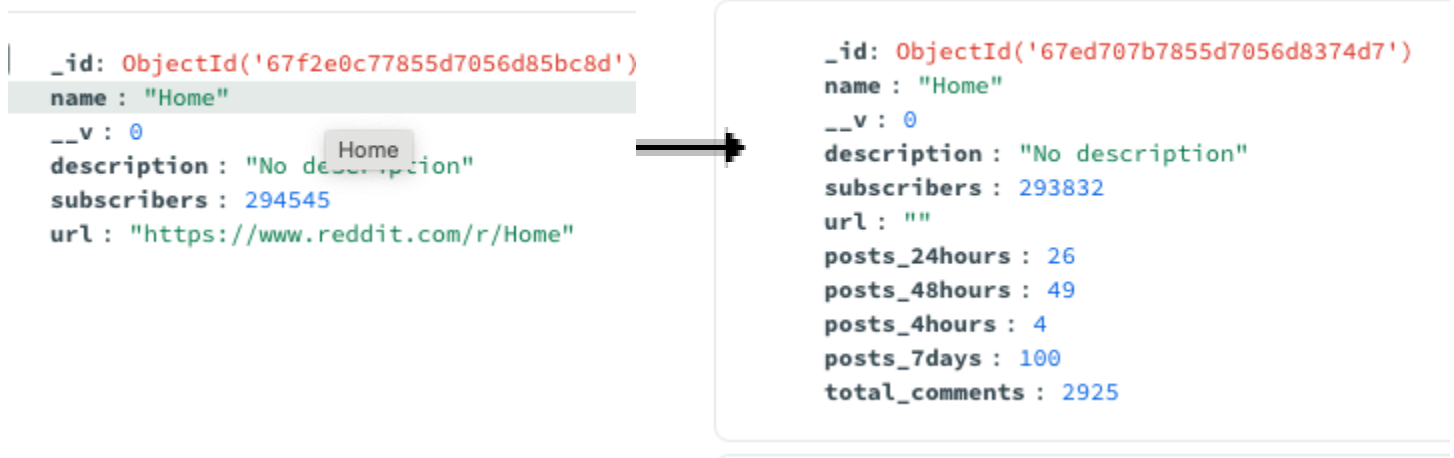 _id: ObjectId('67f2e0c77855d7056d85bc8d')
name : "Home"
__v : 0
Home
description : "No description"
subscribers : 294545
url : "https://www.reddit.com/r/Home"
_id: ObjectId('67ed707b7855d7056d8374d7')
name : "Home"
__v : 0
description : "No description"
subscribers : 293832
url : ""
posts_24hours : 26
posts_48hours : 49
posts_4hours : 4
posts_7days : 100
total_comments : 2925